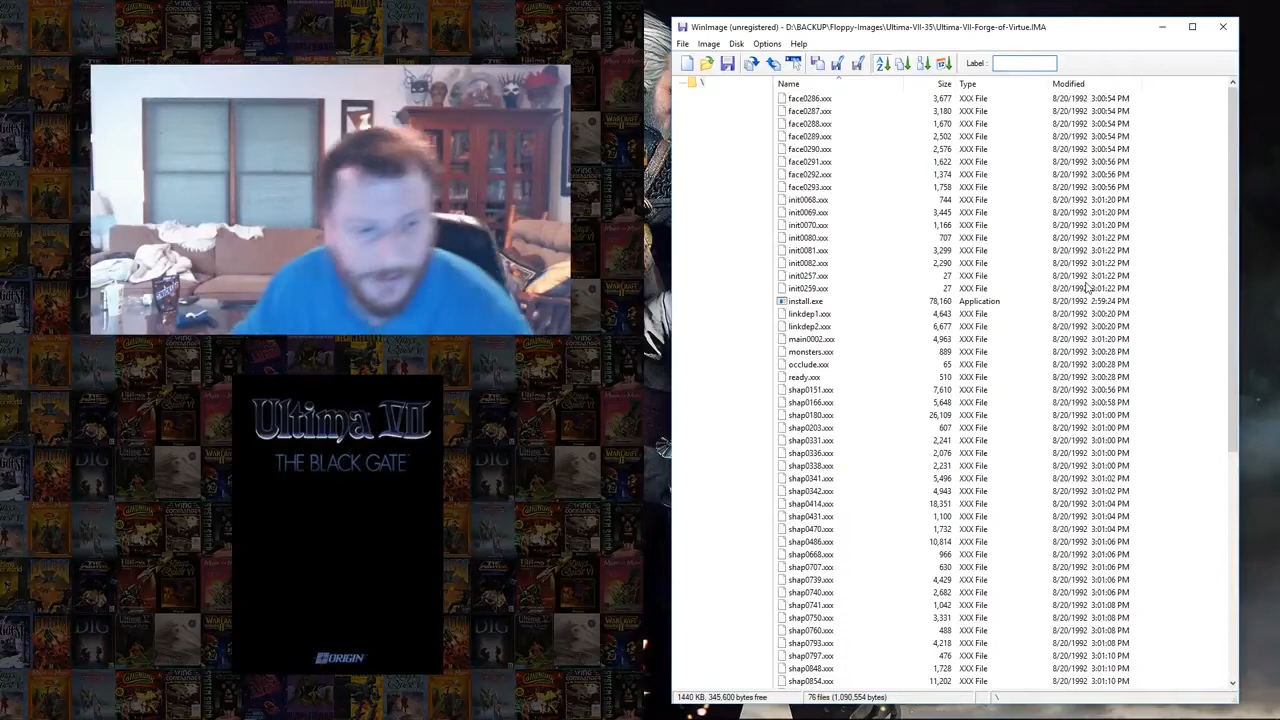 WinImage (unregistered) - D:\BACKUP\Floppy-Images\Ultima-VII-35\Ultima-VII-Forge-of-Virtue.IMA
File Image Disk Options Help
Label :
\ Name Size Type Modified
face0286.xxx 3,677 XXX File 8/20/1992 3:00:54 PM
face0287.xxx 3,180 XXX File 8/20/1992 3:00:54 PM
face0288.xxx 1,670 XXX File 8/20/1992 3:00:54 PM
face0289.xxx 2,502 XXX File 8/20/1992 3:00:54 PM
face0290.xxx 2,576 XXX File 8/20/1992 3:00:54 PM
face0291.xxx 1,622 XXX File 8/20/1992 3:00:56 PM
face0292.xxx 1,374 XXX File 8/20/1992 3:00:56 PM
face0293.xxx 1,758 XXX File 8/20/1992 3:00:56 PM
init0068.xxx 744 XXX File 8/20/1992 3:01:20 PM
init0069.xxx 3,445 XXX File 8/20/1992 3:01:20 PM
init0070.xxx 1,166 XXX File 8/20/1992 3:01:20 PM
init0080.xxx 707 XXX File 8/20/1992 3:01:22 PM
init0081.xxx 3,299 XXX File 8/20/1992 3:01:22 PM
init0082.xxx 2,290 XXX File 8/20/1992 3:01:22 PM
init0257.xxx 27 XXX File 8/20/1992 3:01:22 PM
init0259.xxx 27 XXX File 8/20/1992 3:01:22 PM
install.exe 78,160 Application 8/20/1992 2:59:24 PM
linkdep1.xxx 4,643 XXX File 8/20/1992 3:00:20 PM
linkdep2.xxx 6,677 XXX File 8/20/1992 3:00:20 PM
main0002.xxx 4,963 XXX File 8/20/1992 3:01:20 PM
monsters.xxx 889 XXX File 8/20/1992 3:00:28 PM
occlude.xxx 65 XXX File 8/20/1992 3:00:28 PM
ready.xxx 510 XXX File 8/20/1992 3:00:28 PM
shap0151.xxx 7,610 XXX File 8/20/1992 3:00:56 PM
shap0166.xxx 5,648 XXX File 8/20/1992 3:00:58 PM
shap0180.xxx 26,109 XXX File 8/20/1992 3:01:00 PM
shap0203.xxx 607 XXX File 8/20/1992 3:01:00 PM
shap0331.xxx 2,241 XXX File 8/20/1992 3:01:00 PM
shap0336.xxx 2,076 XXX File 8/20/1992 3:01:00 PM
shap0338.xxx 2,231 XXX File 8/20/1992 3:01:00 PM
shap0341.xxx 5,496 XXX File 8/20/1992 3:01:02 PM
shap0342.xxx 4,943 XXX File 8/20/1992 3:01:02 PM
shap0414.xxx 18,351 XXX File 8/20/1992 3:01:04 PM
shap0431.xxx 1,100 XXX File 8/20/1992 3:01:04 PM
shap0470.xxx 1,732 XXX File 8/20/1992 3:01:04 PM
shap0486.xxx 10,814 XXX File 8/20/1992 3:01:06 PM
shap0668.xxx 966 XXX File 8/20/1992 3:01:06 PM
shap0707.xxx 630 XXX File 8/20/1992 3:01:06 PM
shap0739.xxx 4,429 XXX File 8/20/1992 3:01:06 PM
shap0740.xxx 2,682 XXX File 8/20/1992 3:01:06 PM
shap0741.xxx 1,042 XXX File 8/20/1992 3:01:08 PM
shap0750.xxx 3,331 XXX File 8/20/1992 3:01:08 PM
shap0760.xxx 488 XXX File 8/20/1992 3:01:08 PM
shap0793.xxx 4,218 XXX File 8/20/1992 3:01:08 PM
shap0797.xxx 476 XXX File 8/20/1992 3:01:10 PM
shap0848.xxx 1,728 XXX File 8/20/1992 3:01:10 PM
shap0854.xxx 11,202 XXX File 8/20/1992 3:01:10 PM
1440 KB, 345,600 bytes free 76 files (1,090,554 bytes) \
Ultima VII
THE BLACK GATE
ORIGIN